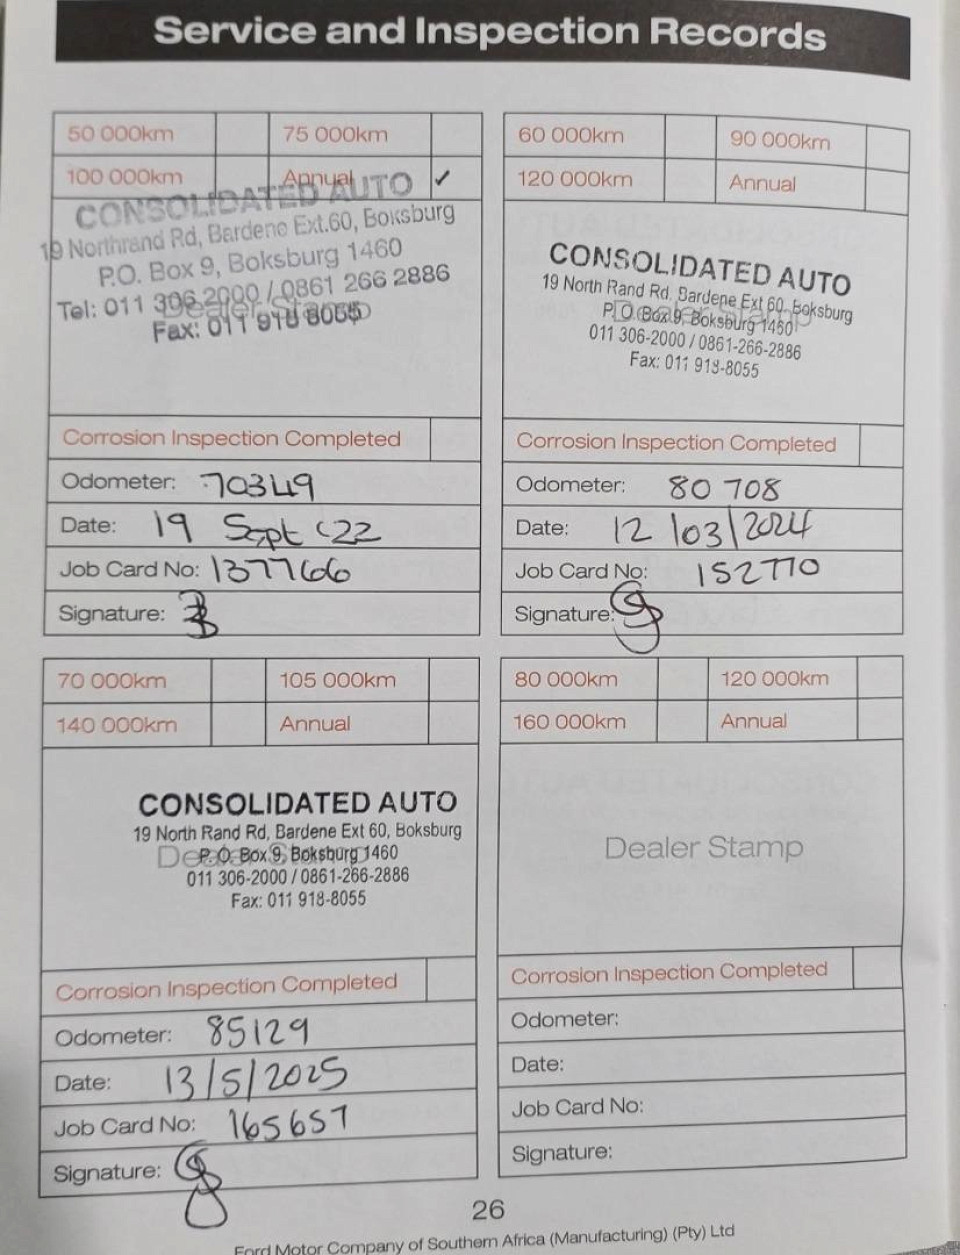 Service and Inspection Records
50 000km
75 000km
100 000km
Annual ✓
CONSOLIDATED AUTO
19 Northrand Rd, Bardene Ext.60, Boksburg
P.O. Box 9, Boksburg 1460
Tel: 011 306 2000 / 0861 266 2886
Dealer Stamp
Fax: 011 918 8055
Corrosion Inspection Completed
Odometer: 70349
Date: 19 Sept '22
Job Card No: 137766
Signature:
60 000km
90 000km
120 000km
Annual
CONSOLIDATED AUTO
19 North Rand Rd, Bardene Ext 60, Boksburg
Dealer Stamp
P.O. Box 9, Boksburg 1460
011 306-2000 / 0861-266-2886
Fax: 011 918-8055
Corrosion Inspection Completed
Odometer: 80 708
Date: 12/03/2024
Job Card No: 152770
Signature:
70 000km
105 000km
140 000km
Annual
CONSOLIDATED AUTO
19 North Rand Rd, Bardene Ext 60, Boksburg
Dealer Stamp
P.O. Box 9, Boksburg 1460
011 306-2000 / 0861-266-2886
Fax: 011 918-8055
Corrosion Inspection Completed
Odometer: 85129
Date: 13/5/2025
Job Card No: 165657
Signature:
80 000km
120 000km
160 000km
Annual
Dealer Stamp
Corrosion Inspection Completed
Odometer:
Date:
Job Card No:
Signature:
26
Ford Motor Company of Southern Africa (Manufacturing) (Pty) Ltd